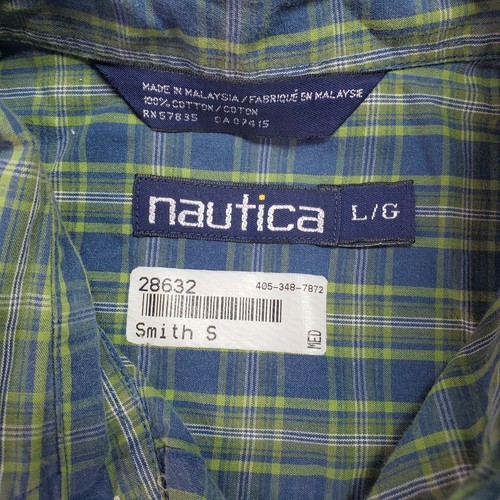 MADE IN MALAYSIA/FABRIQUÉ EN MALAYSIE
100% COTTON/COTON
RN57835 CA07415
nautica
L/G
28632 405-348-7872
Smith S
MED